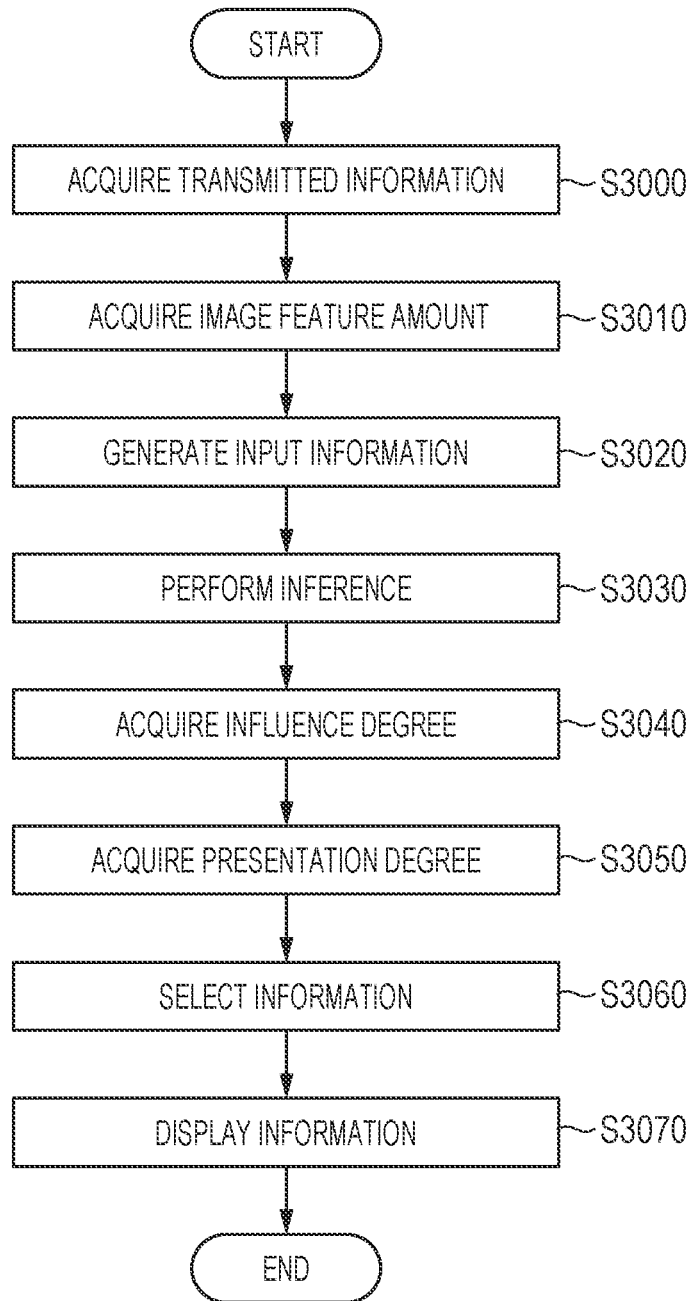 START
ACQUIRE TRANSMITTED INFORMATION
S3000
ACQUIRE IMAGE FEATURE AMOUNT
S3010
GENERATE INPUT INFORMATION
S3020
PERFORM INFERENCE
S3030
ACQUIRE INFLUENCE DEGREE
S3040
ACQUIRE PRESENTATION DEGREE
S3050
SELECT INFORMATION
S3060
DISPLAY INFORMATION
S3070
END